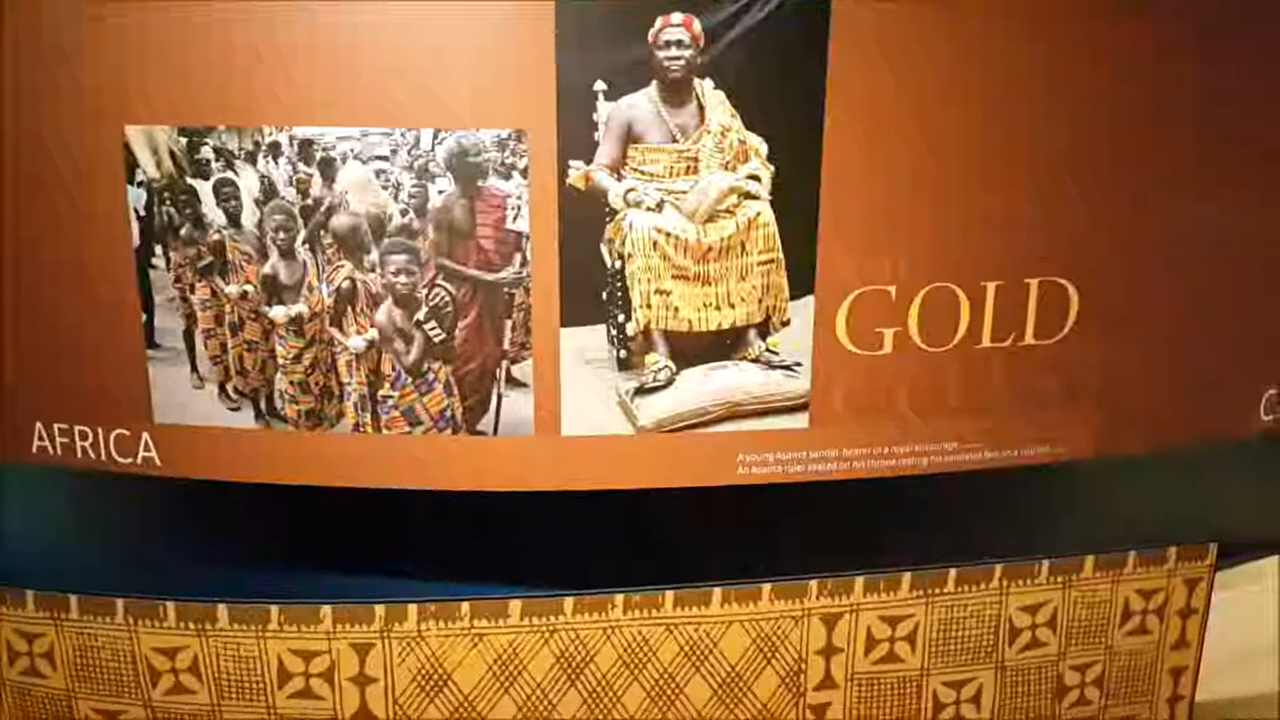 GOLD
AFRICA
A young Asante sandal-bearer in a royal entourage
An Asante ruler seated on his throne resting his sandaled feet on a
C